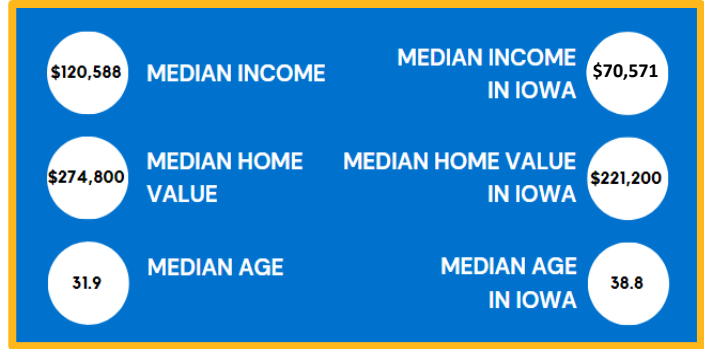 $120,588
MEDIAN INCOME
MEDIAN INCOME
IN IOWA
$70,571
$274,800
MEDIAN HOME
VALUE
MEDIAN HOME VALUE
IN IOWA
$221,200
31.9
MEDIAN AGE
MEDIAN AGE
IN IOWA
38.8